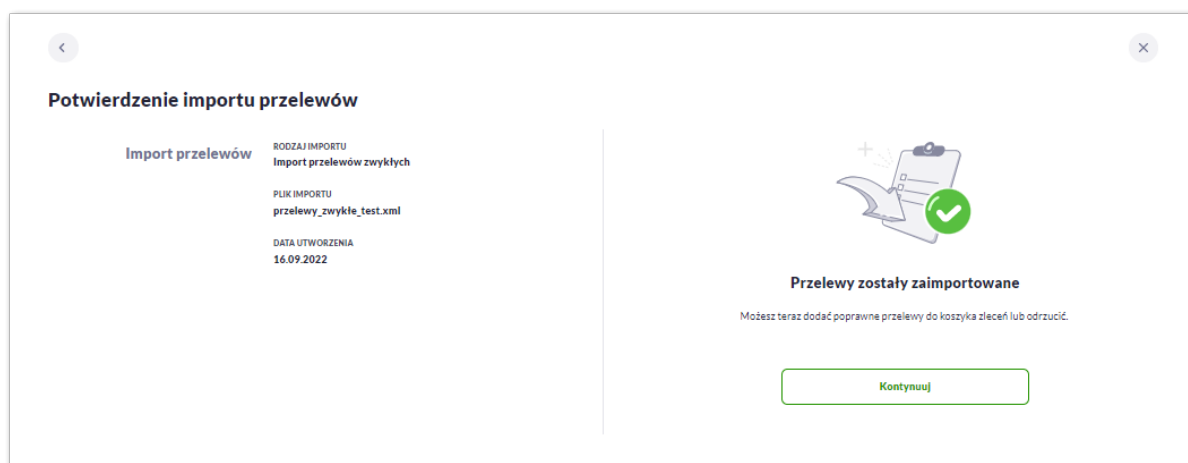 Potwierdzenie importu przelewów
Import przelewów
RODZAJ IMPORTU
Import przelewów zwykłych
PLIK IMPORTU
przelewy_zwykłe_test.xml
DATA UTWORZENIA
16.09.2022
Przelewy zostały zaimportowane
Możesz teraz dodać poprawne przelewy do koszyka zleceń lub odrzucić.
Kontynuuj